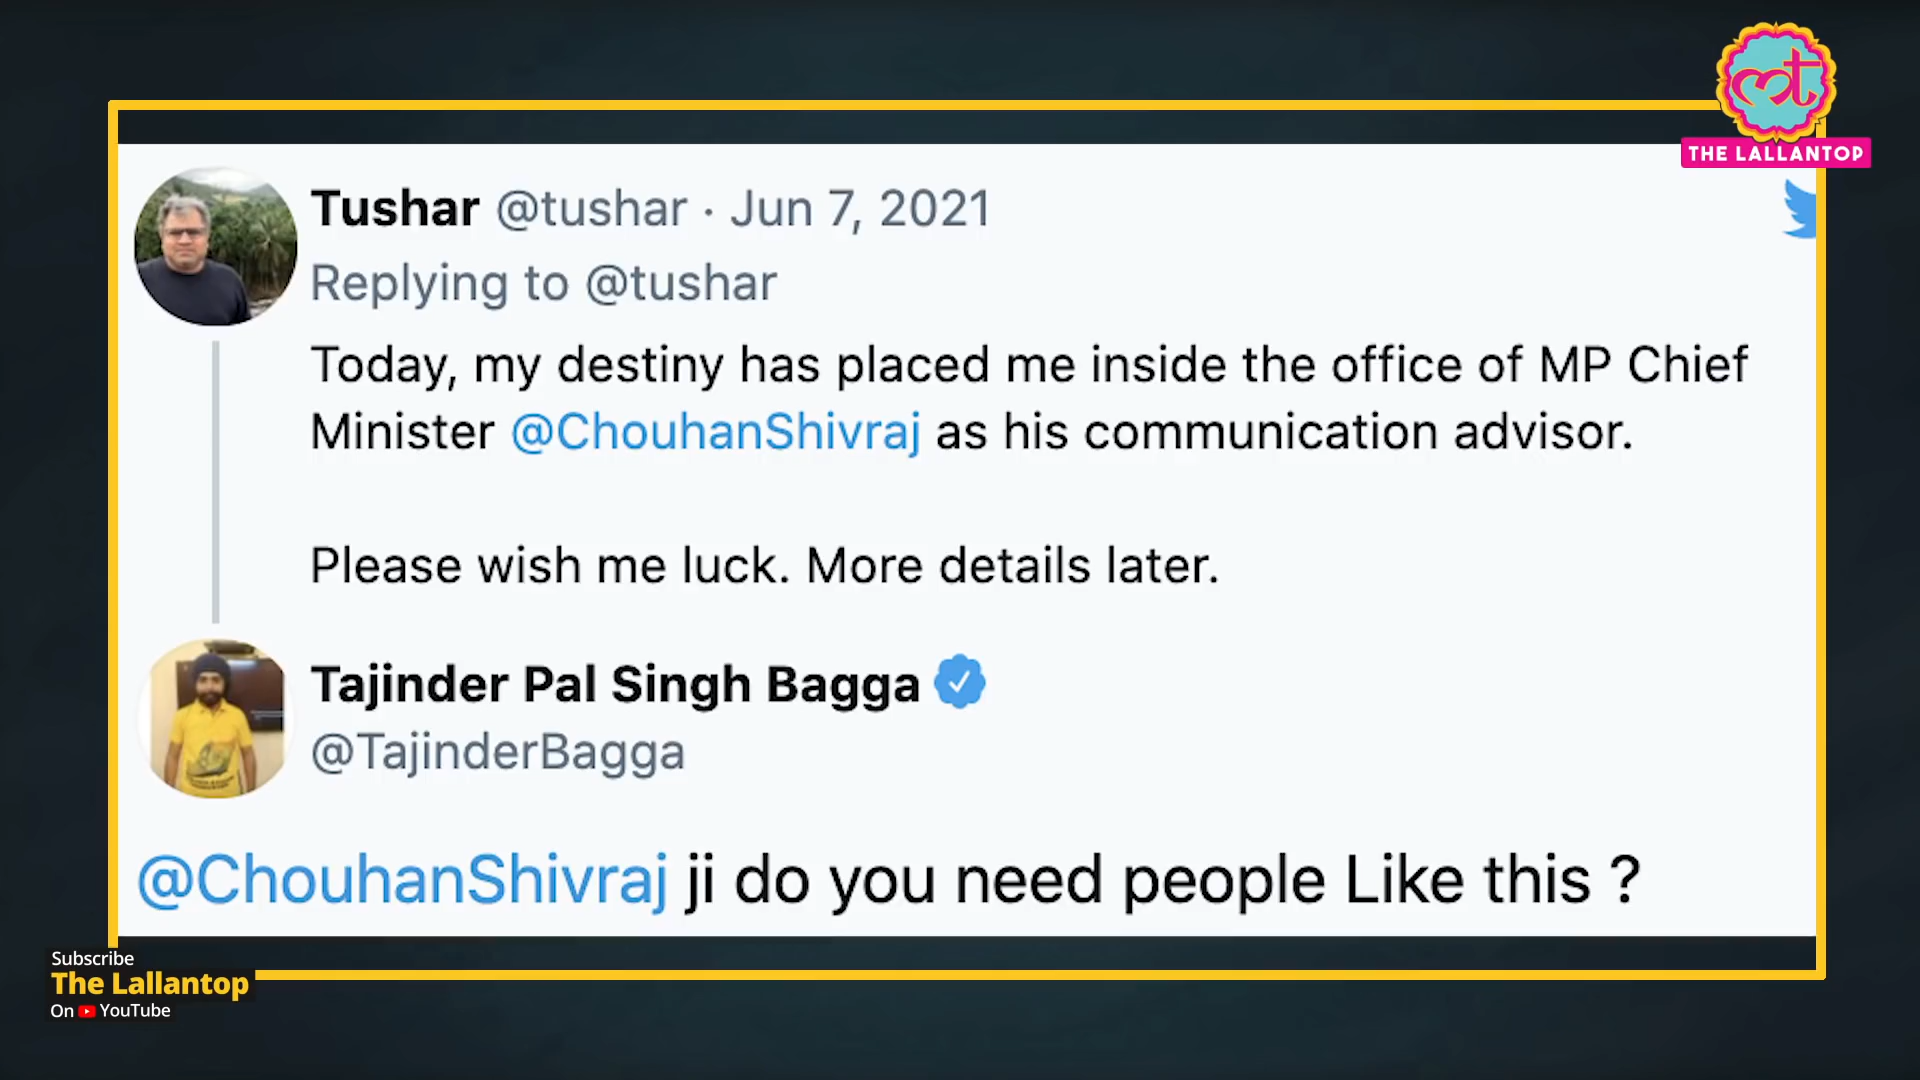 THE LALLANTOP
Tushar @tushar · Jun 7, 2021
Replying to @tushar
Today, my destiny has placed me inside the office of MP Chief
Minister @ChouhanShivraj as his communication advisor.
Please wish me luck. More details later.
Tajinder Pal Singh Bagga
@TajinderBagga
@ChouhanShivraj ji do you need people Like this ?
Subscribe
The Lallantop
On YouTube